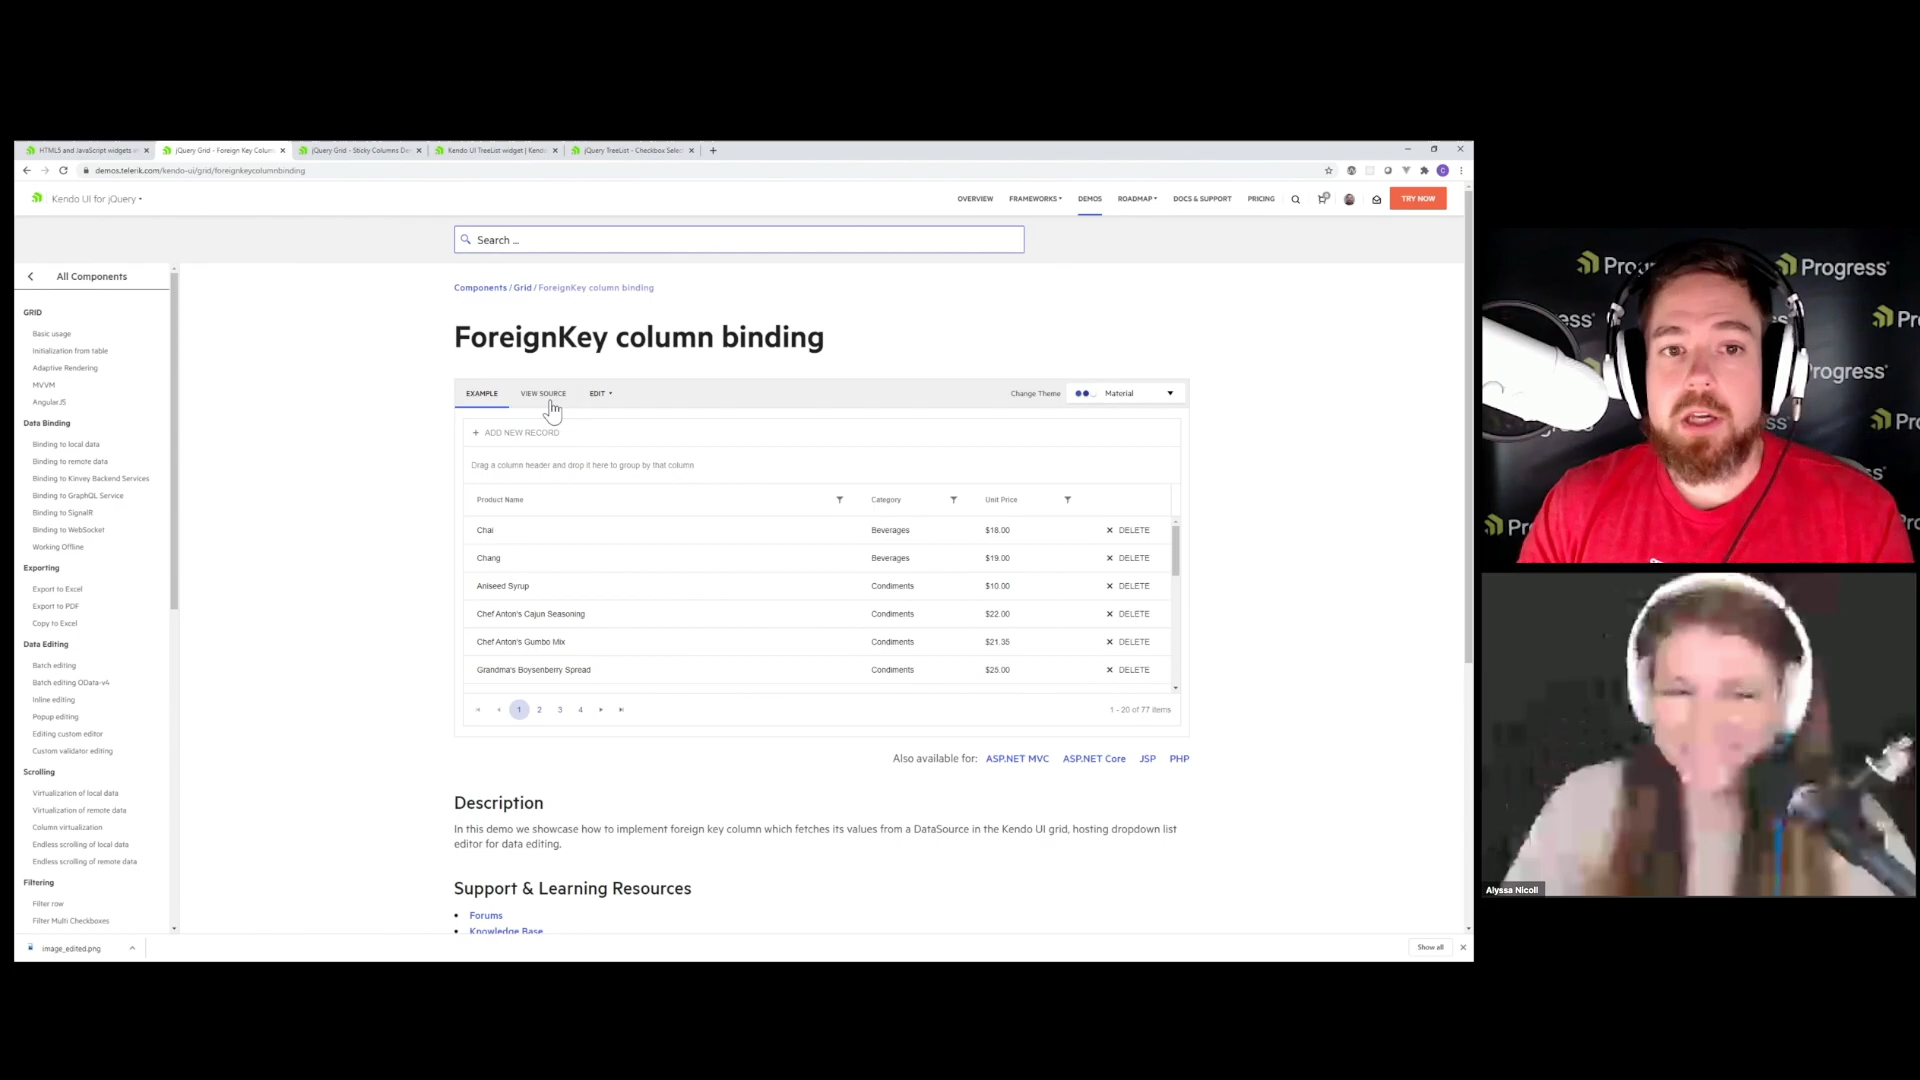 HTML5 and JavaScript widgets in
jQuery Grid - Foreign Key Column
jQuery Grid - Sticky Columns De
Kendo UI TreeList widget | Kendo
jQuery TreeList - Checkbox Selec
demos.telerik.com/kendo-ui/grid/foreignkeycolumnbinding
Kendo UI for jQuery
OVERVIEW
FRAMEWORKS
DEMOS
ROADMAP
DOCS & SUPPORT
PRICING
TRY NOW
Search ...
All Components
GRID
Basic usage
Initialization from table
Adaptive Rendering
MVVM
AngularJS
Data Binding
Binding to local data
Binding to remote data
Binding to Kinvey Backend Services
Binding to GraphQL Service
Binding to SignalR
Binding to WebSocket
Working Offline
Exporting
Export to Excel
Export to PDF
Copy to Excel
Data Editing
Batch editing
Batch editing OData-v4
Inline editing
Popup editing
Editing custom editor
Custom validator editing
Scrolling
Virtualization of local data
Virtualization of remote data
Column virtualization
Endless scrolling of local data
Endless scrolling of remote data
Filtering
Filter row
Filter Multi Checkboxes
Components / Grid / ForeignKey column binding
ForeignKey column binding
EXAMPLE
VIEW SOURCE
EDIT
Change Theme
Material
+ ADD NEW RECORD
Drag a column header and drop it here to group by that column
Product Name Category Unit Price
Chai Beverages $18.00 × DELETE
Chang Beverages $19.00 × DELETE
Aniseed Syrup Condiments $10.00 × DELETE
Chef Anton's Cajun Seasoning Condiments $22.00 × DELETE
Chef Anton's Gumbo Mix Condiments $21.35 × DELETE
Grandma's Boysenberry Spread Condiments $25.00 × DELETE
1 2 3 4
1 - 20 of 77 items
Also available for: ASP.NET MVC ASP.NET Core JSP PHP
Description
In this demo we showcase how to implement foreign key column which fetches its values from a DataSource in the Kendo UI grid, hosting dropdown list
editor for data editing.
Support & Learning Resources
• Forums
• Knowledge Base
image_edited.png
Show all
Progress
Progress
rogress
Alyssa Nicoll